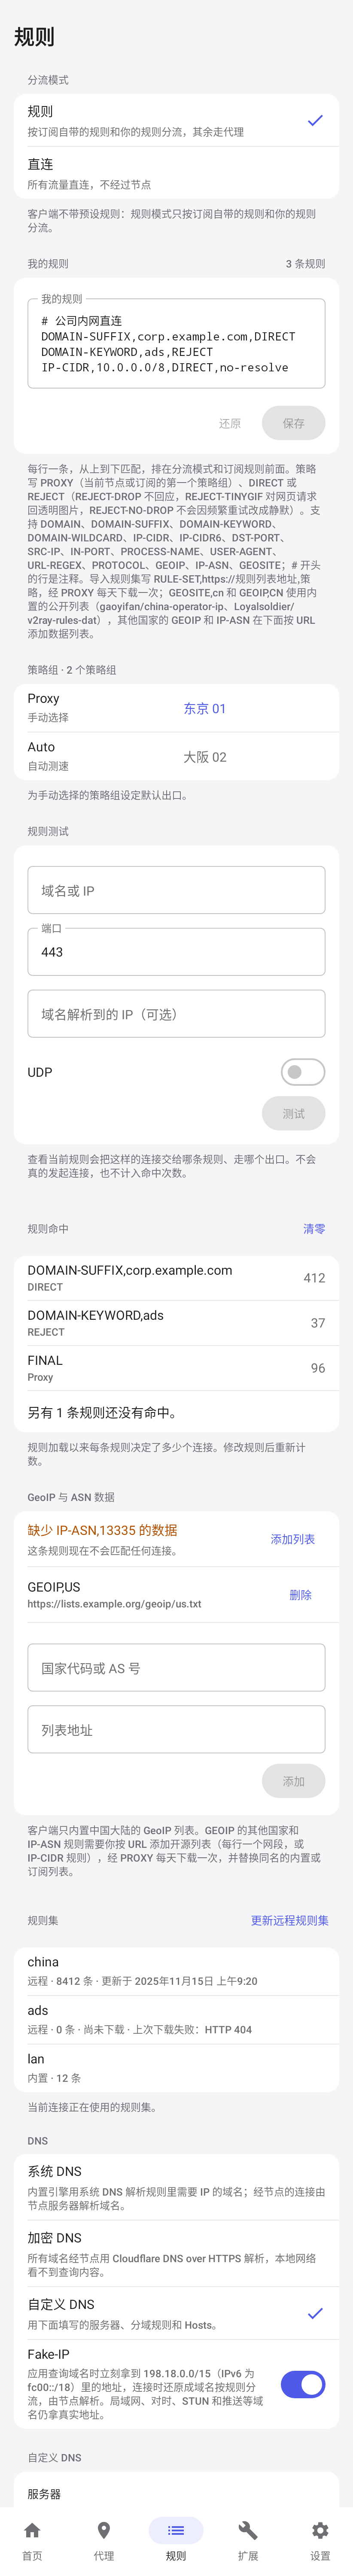 规则
分流模式
规则
按订阅自带的规则和你的规则分流，其余走代理
直连
所有流量直连，不经过节点
客户端不带预设规则：规则模式只按订阅自带的规则和你的规则
分流。
我的规则
3 条规则
我的规则
# 公司内网直连
DOMAIN-SUFFIX,corp.example.com,DIRECT
DOMAIN-KEYWORD,ads,REJECT
IP-CIDR,10.0.0.0/8,DIRECT,no-resolve
还原
保存
每行一条，从上到下匹配，排在分流模式和订阅规则前面。策略
写 PROXY（当前节点或订阅的第一个策略组）、DIRECT 或
REJECT（REJECT-DROP 不回应，REJECT-TINYGIF 对网页请求
回透明图片，REJECT-NO-DROP 不会因频繁重试改成静默）。支
持 DOMAIN、DOMAIN-SUFFIX、DOMAIN-KEYWORD、
DOMAIN-WILDCARD、IP-CIDR、IP-CIDR6、DST-PORT、
SRC-IP、IN-PORT、PROCESS-NAME、USER-AGENT、
URL-REGEX、PROTOCOL、GEOIP、IP-ASN、GEOSITE；# 开头
的行是注释。导入规则集写 RULE-SET,https://规则列表地址,策
略，经 PROXY 每天下载一次；GEOSITE,cn 和 GEOIP,CN 使用内
置的公开列表（gaoyifan/china-operator-ip、Loyalsoldier/
v2ray-rules-dat），其他国家的 GEOIP 和 IP-ASN 在下面按 URL
添加数据列表。
策略组 · 2 个策略组
Proxy
手动选择
东京 01
Auto
自动测速
大阪 02
为手动选择的策略组设定默认出口。
规则测试
域名或 IP
端口
443
域名解析到的 IP（可选）
UDP
测试
查看当前规则会把这样的连接交给哪条规则、走哪个出口。不会
真的发起连接，也不计入命中次数。
规则命中
清零
DOMAIN-SUFFIX,corp.example.com
DIRECT
412
DOMAIN-KEYWORD,ads
REJECT
37
FINAL
Proxy
96
另有 1 条规则还没有命中。
规则加载以来每条规则决定了多少个连接。修改规则后重新计
数。
GeoIP 与 ASN 数据
缺少 IP-ASN,13335 的数据
这条规则现在不会匹配任何连接。
添加列表
GEOIP,US
https://lists.example.org/geoip/us.txt
删除
国家代码或 AS 号
列表地址
添加
客户端只内置中国大陆的 GeoIP 列表。GEOIP 的其他国家和
IP-ASN 规则需要你按 URL 添加开源列表（每行一个网段，或
IP-CIDR 规则），经 PROXY 每天下载一次，并替换同名的内置或
订阅列表。
规则集
更新远程规则集
china
远程 · 8412 条 · 更新于 2025年11月15日 上午9:20
ads
远程 · 0 条 · 尚未下载 · 上次下载失败：HTTP 404
lan
内置 · 12 条
当前连接正在使用的规则集。
DNS
系统 DNS
内置引擎用系统 DNS 解析规则里需要 IP 的域名；经节点的连接由
节点服务器解析域名。
加密 DNS
所有域名经节点用 Cloudflare DNS over HTTPS 解析，本地网络
看不到查询内容。
自定义 DNS
用下面填写的服务器、分域规则和 Hosts。
Fake-IP
应用查询域名时立刻拿到 198.18.0.0/15（IPv6 为
fc00::/18）里的地址，连接时还原成域名按规则分
流，由节点解析。局域网、对时、STUN 和推送等域
名仍拿真实地址。
自定义 DNS
服务器
首页
代理
规则
扩展
设置